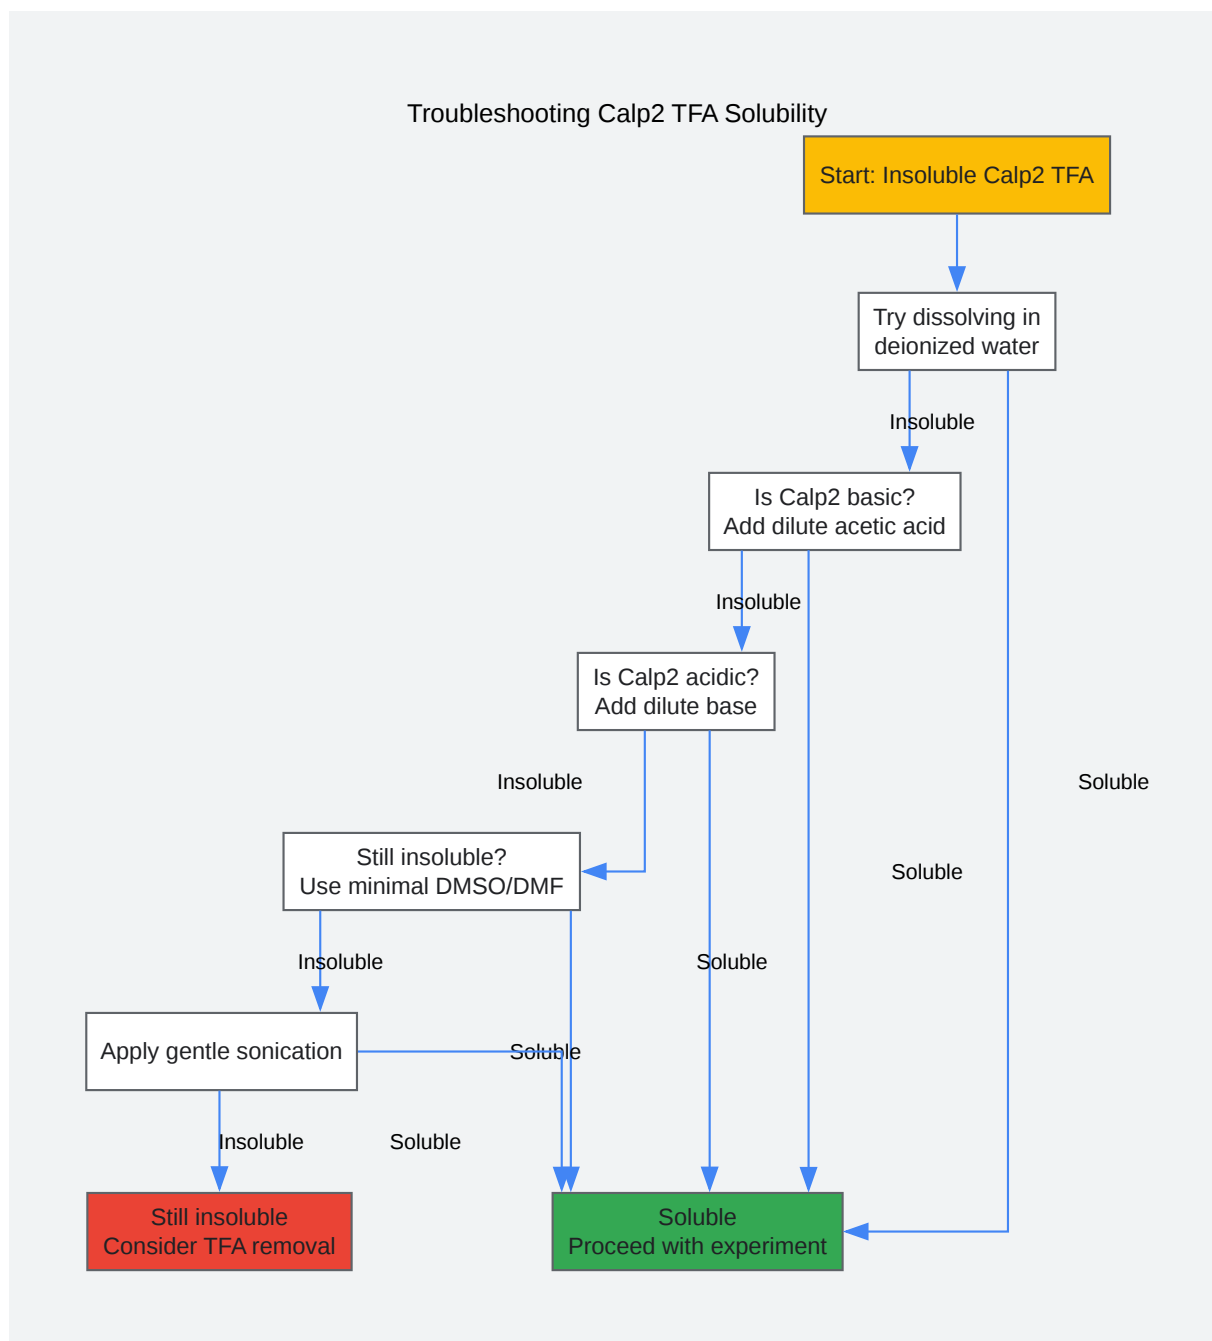 Troubleshooting Calp2 TFA Solubility
Start: Insoluble Calp2 TFA
Try dissolving in
deionized water
Insoluble
Is Calp2 basic?
Add dilute acetic acid
Insoluble
Is Calp2 acidic?
Add dilute base
Insoluble
Soluble
Still insoluble?
Use minimal DMSO/DMF
Soluble
Insoluble
Soluble
Apply gentle sonication
Soluble
Insoluble
Soluble
Still insoluble
Consider TFA removal
Soluble
Proceed with experiment